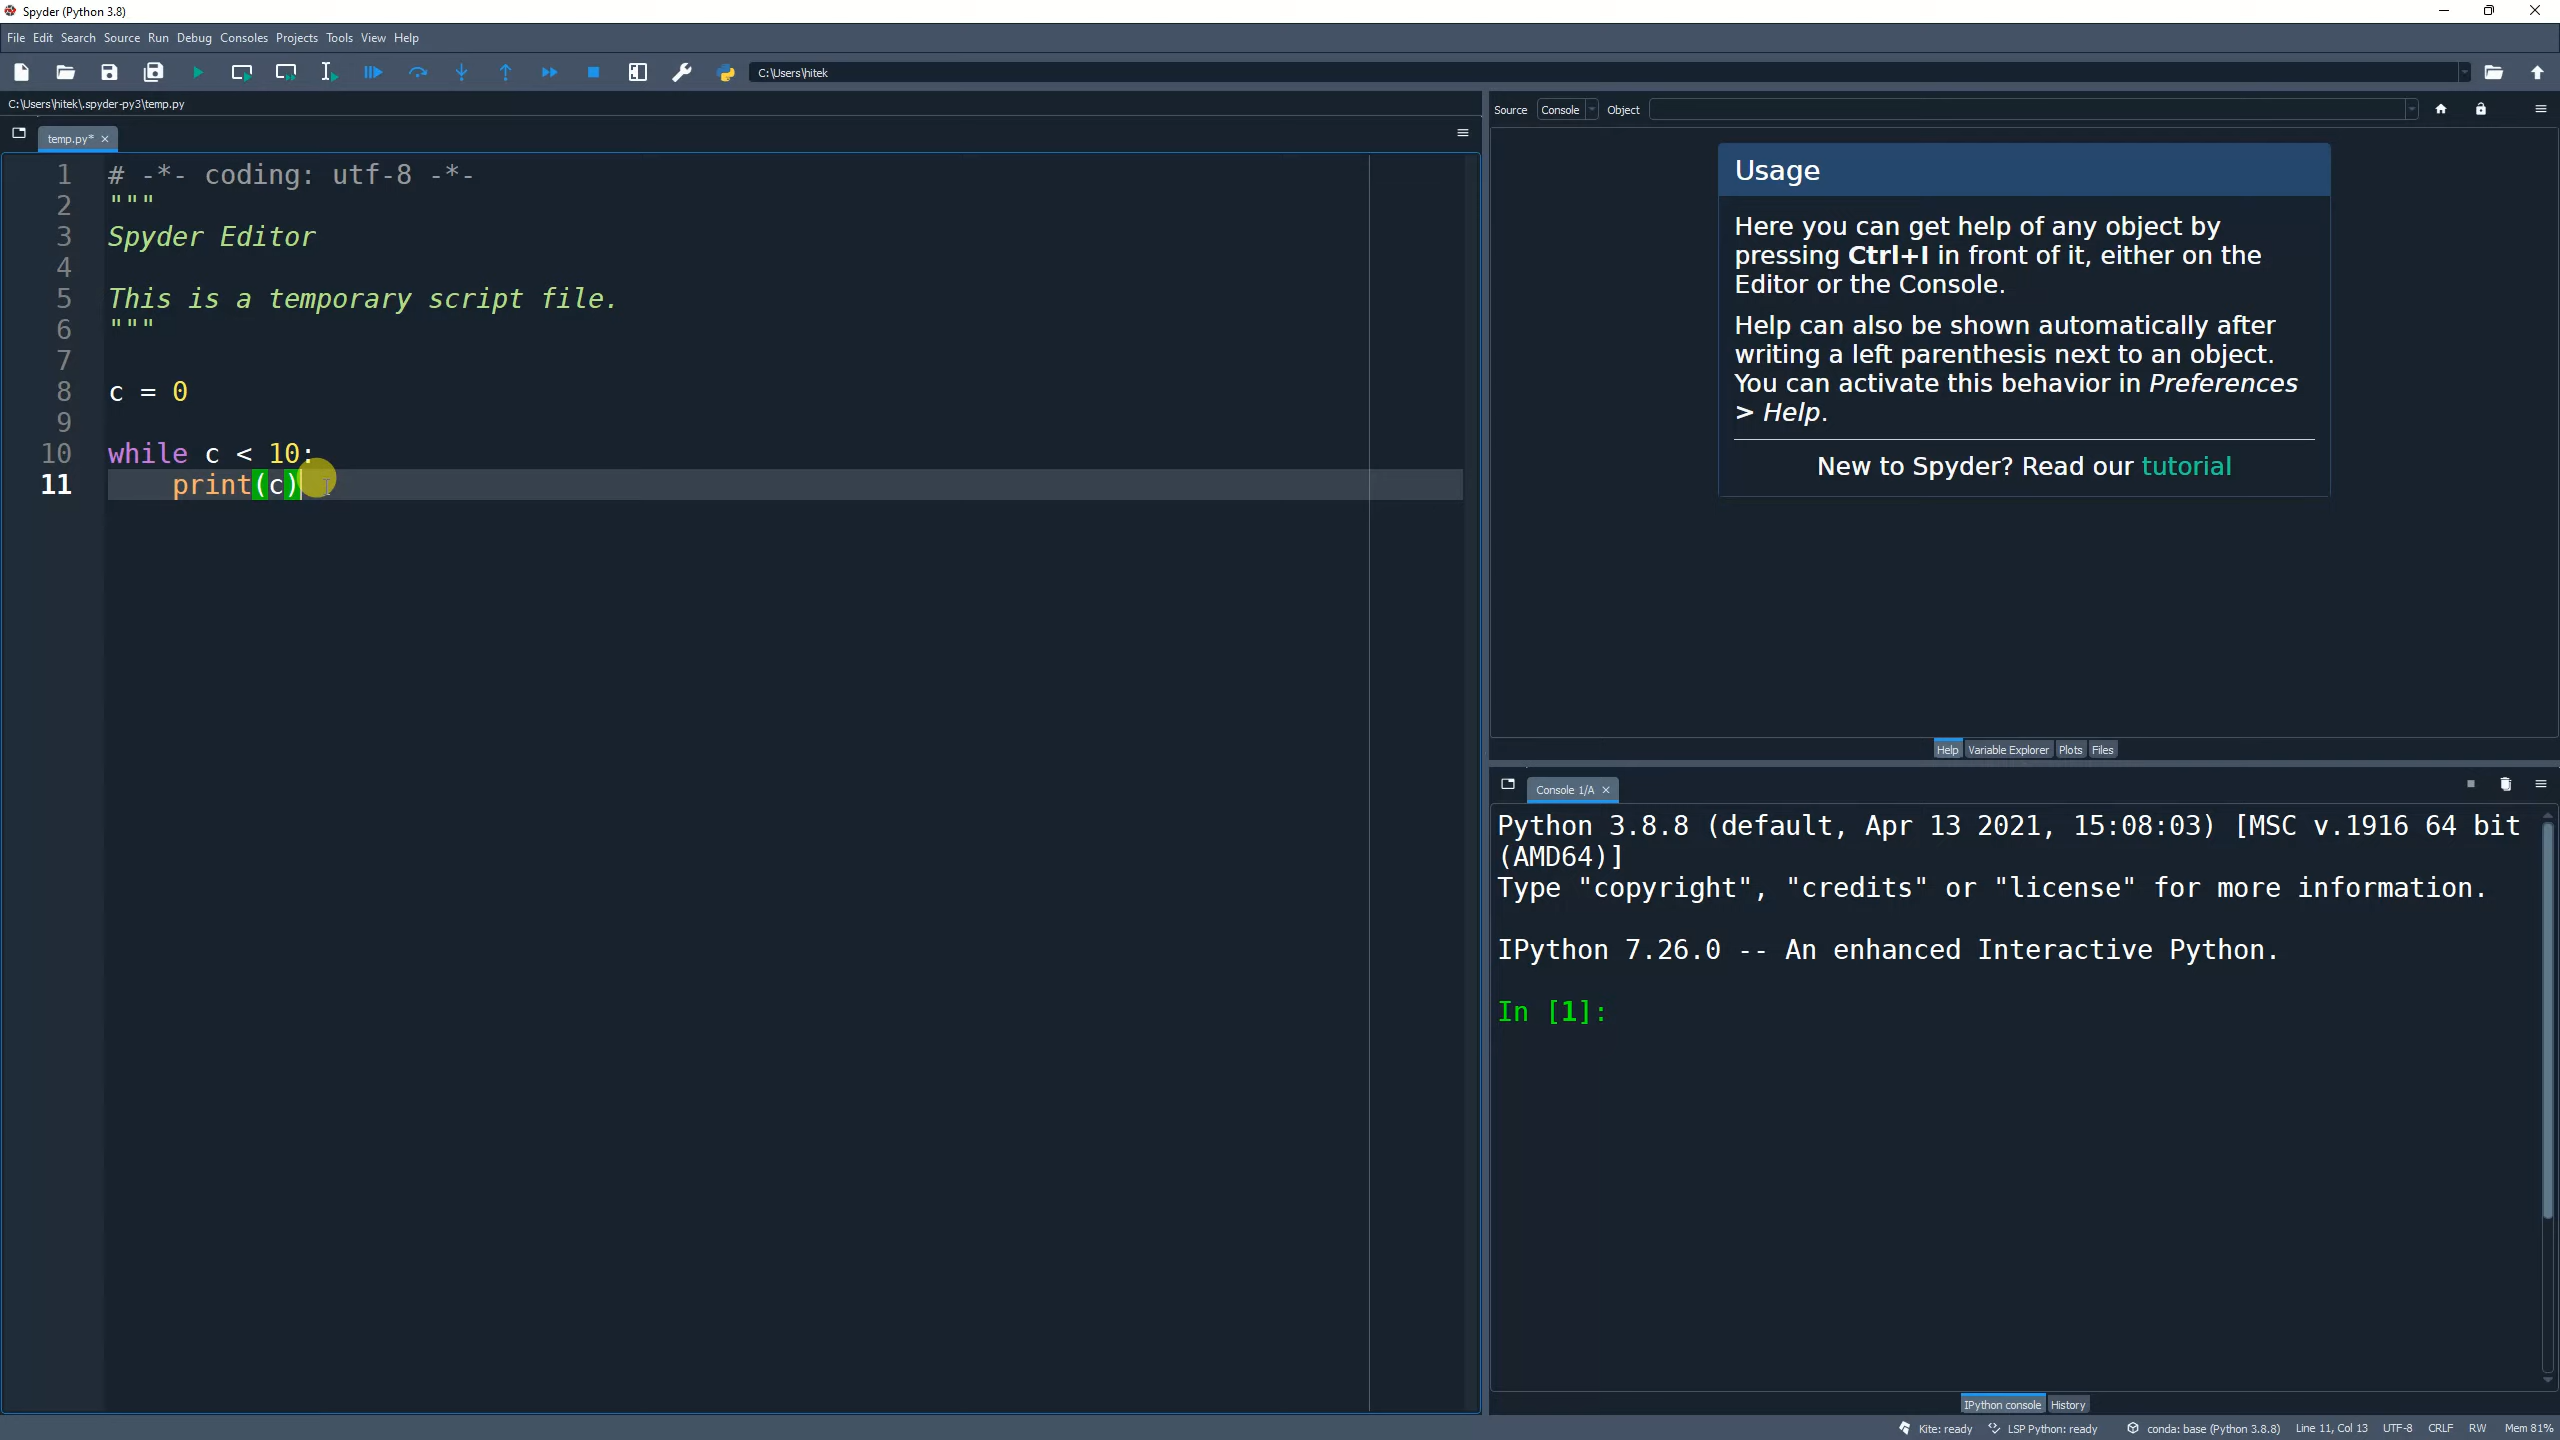 Spyder (Python 3.8)
File Edit Search Source Run Debug Consoles Projects Tools View Help
C:\Users\hitek
C:\Users\hitek\.spyder-py3\temp.py
temp.py*
1 # -*- coding: utf-8 -*-
2 """
3 Spyder Editor
4
5 This is a temporary script file.
6 """
7
8 c = 0
9
10 while c < 10:
11 print(c)
Source Console Object
Usage
Here you can get help of any object by
pressing Ctrl+I in front of it, either on the
Editor or the Console.
Help can also be shown automatically after
writing a left parenthesis next to an object.
You can activate this behavior in Preferences
> Help.
New to Spyder? Read our tutorial
Help Variable Explorer Plots Files
Console 1/A
Python 3.8.8 (default, Apr 13 2021, 15:08:03) [MSC v.1916 64 bit
(AMD64)]
Type "copyright", "credits" or "license" for more information.
IPython 7.26.0 -- An enhanced Interactive Python.
In [1]:
IPython console History
Kite: ready LSP Python: ready conda: base (Python 3.8.8) Line 11, Col 13 UTF-8 CRLF RW Mem 81%